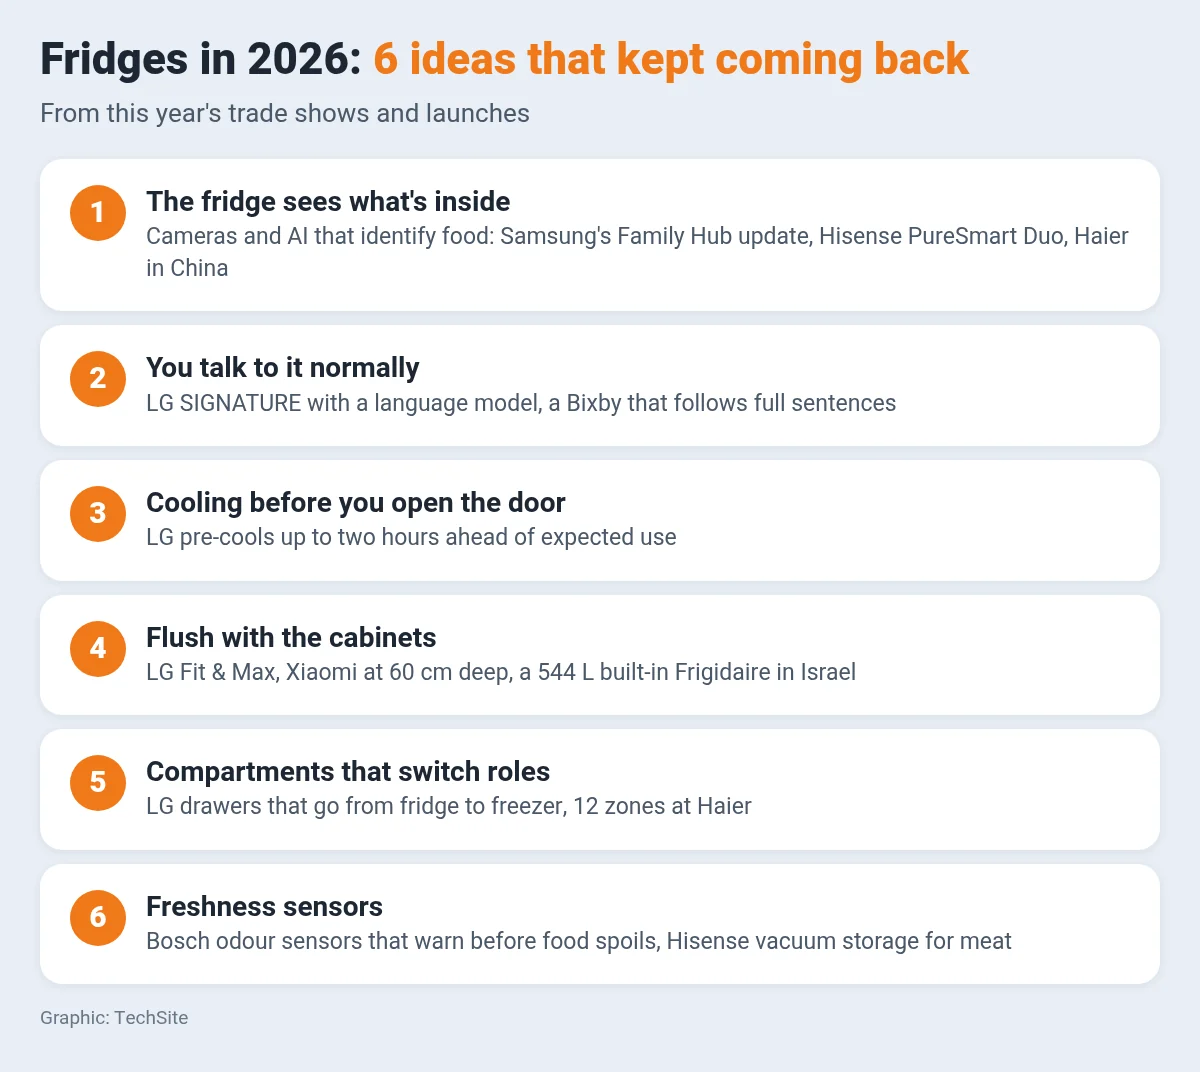 Fridges in 2026: 6 ideas that kept coming back
From this year's trade shows and launches
1
The fridge sees what's inside
Cameras and AI that identify food: Samsung's Family Hub update, Hisense PureSmart Duo, Haier
in China
2
You talk to it normally
LG SIGNATURE with a language model, a Bixby that follows full sentences
3
Cooling before you open the door
LG pre-cools up to two hours ahead of expected use
4
Flush with the cabinets
LG Fit & Max, Xiaomi at 60 cm deep, a 544 L built-in Frigidaire in Israel
5
Compartments that switch roles
LG drawers that go from fridge to freezer, 12 zones at Haier
6
Freshness sensors
Bosch odour sensors that warn before food spoils, Hisense vacuum storage for meat
Graphic: TechSite